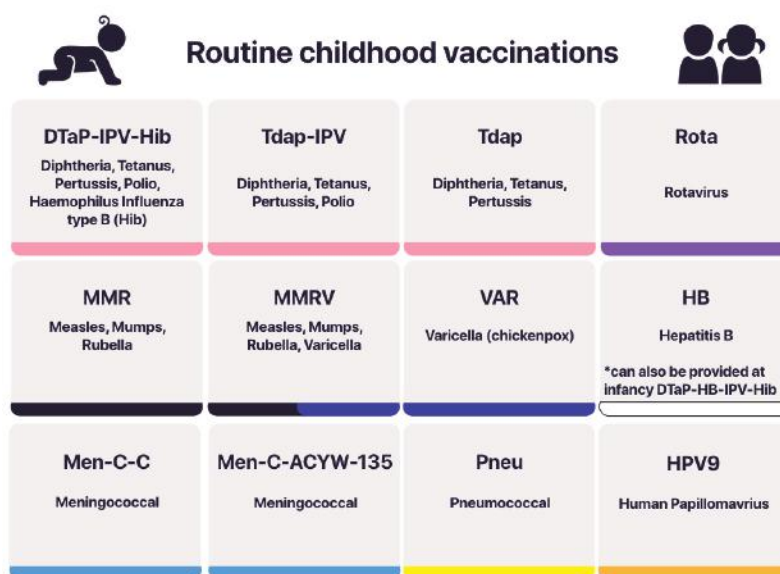 Routine childhood vaccinations
DTaP-IPV-Hib
Diphtheria, Tetanus,
Pertussis, Polio,
Haemophilus Influenza
type B (Hib)
Tdap-IPV
Diphtheria, Tetanus,
Pertussis, Polio
Tdap
Diphtheria, Tetanus,
Pertussis
Rota
Rotavirus
MMR
Measles, Mumps,
Rubella
MMRV
Measles, Mumps,
Rubella, Varicella
VAR
Varicella (chickenpox)
HB
Hepatitis B
*can also be provided at
infancy DTaP-HB-IPV-Hib
Men-C-C
Meningococcal
Men-C-ACYW-135
Meningococcal
Pneu
Pneumococcal
HPV9
Human Papillomavrius